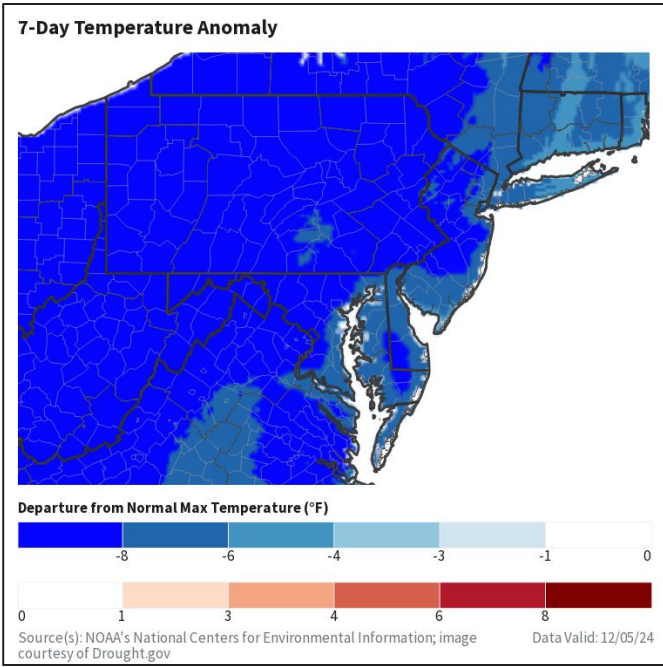 7-Day Temperature Anomaly
Departure from Normal Max Temperature (°F)
-8 -6 -4 -3 -1 0
0 1 3 4 6 8
Source(s): NOAA's National Centers for Environmental Information; image
courtesy of Drought.gov
Data Valid: 12/05/24